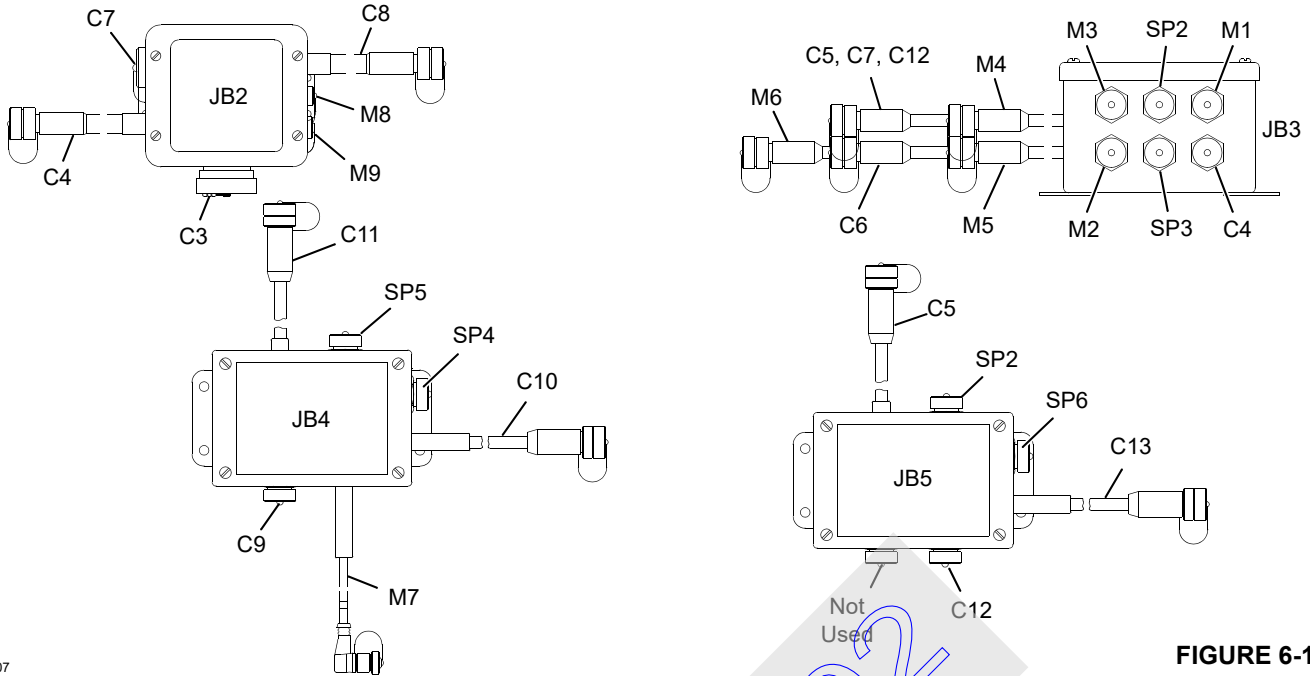 C7
C8
JB2
M8
C4
M9
C3
C5, C7, C12
M4
M3
SP2
M1
M6
JB3
C6
M5
M2
SP3
C4
C11
SP5
SP4
C10
JB4
C9
M7
C5
SP2
SP6
C13
JB5
Not
Used
C12
07
FIGURE 6-1